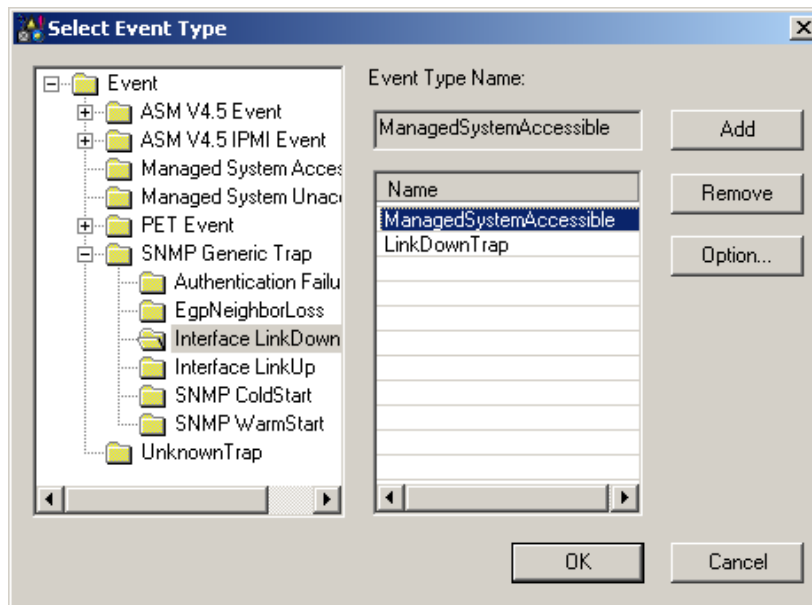 Select Event Type
Event
ASM V4.5 Event
ASM V4.5 IPMI Event
Managed System Acces
Managed System Unac
PET Event
SNMP Generic Trap
Authentication Failu
EgpNeighborLoss
Interface LinkDown
Interface LinkUp
SNMP ColdStart
SNMP WarmStart
UnknownTrap
Event Type Name:
ManagedSystemAccessible
Add
Name
ManagedSystemAccessible
LinkDownTrap
Remove
Option...
OK
Cancel